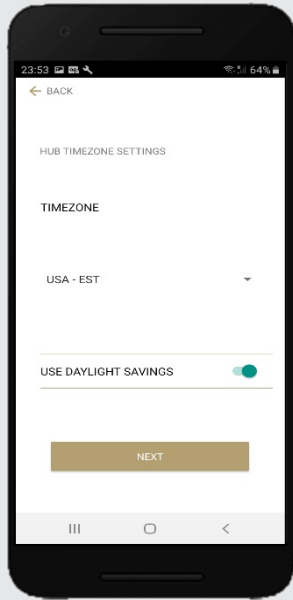 23:53 64%
BACK
HUB TIMEZONE SETTINGS
TIMEZONE
USA - EST
USE DAYLIGHT SAVINGS
NEXT